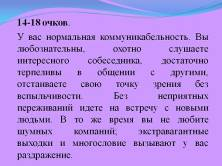 14-18 очков.
У вас нормальная коммуникабельность. Вы
любознательны, охотно слушаете
интересного собеседника, достаточно
терпеливы в общении с другими,
отстаиваете свою точку зрения без
вспыльчивости. Без неприятных
переживаний идете на встречу с новыми
людьми. В то же время вы не любите
шумных компаний; экстравагантные
выходки и многословие вызывают у вас
раздражение.